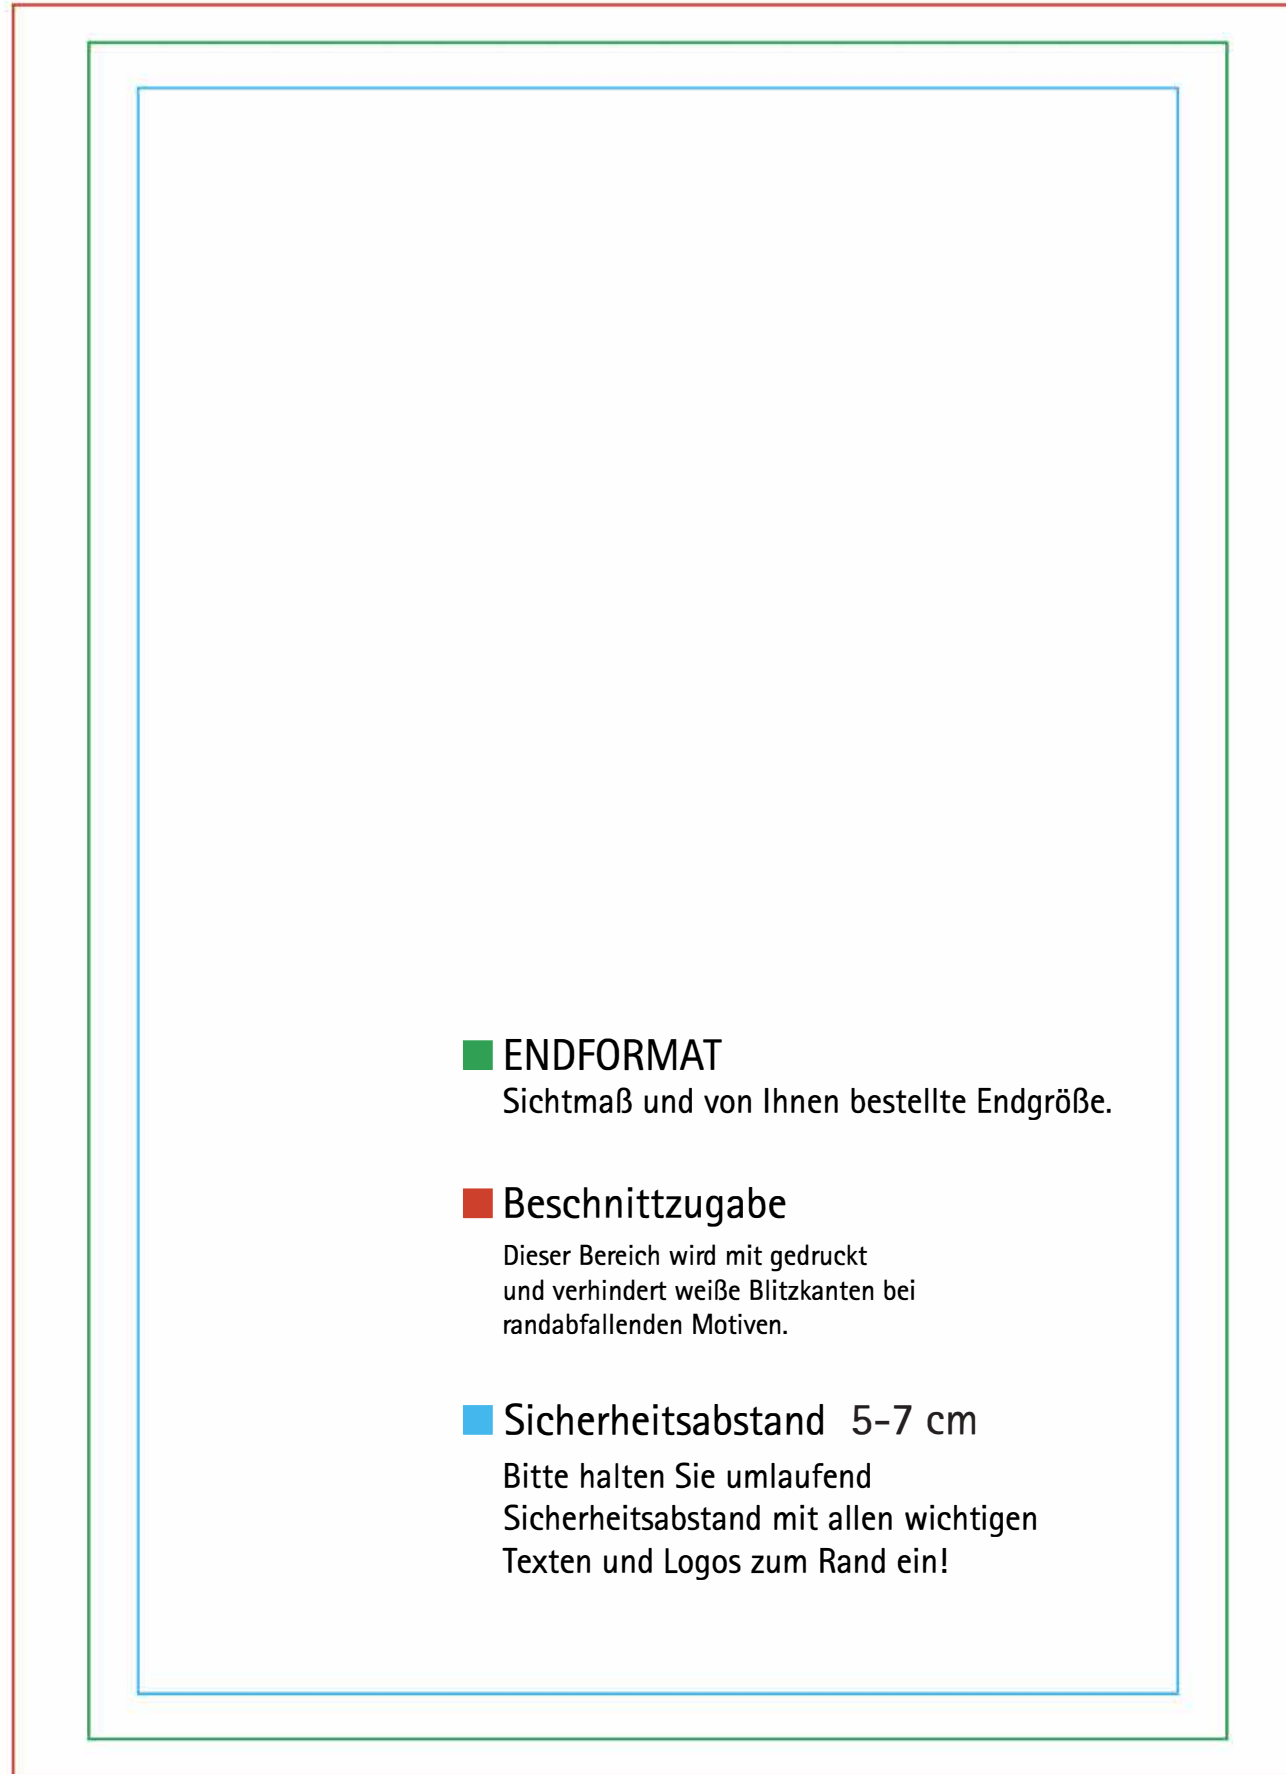 ENDFORMAT
Sichtmaß und von Ihnen bestellte Endgröße.
Beschnittzugabe
Dieser Bereich wird mit gedruckt
und verhindert weiße Blitzkanten bei
randabfallenden Motiven.
Sicherheitsabstand 5-7 cm
Bitte halten Sie umlaufend
Sicherheitsabstand mit allen wichtigen
Texten und Logos zum Rand ein!